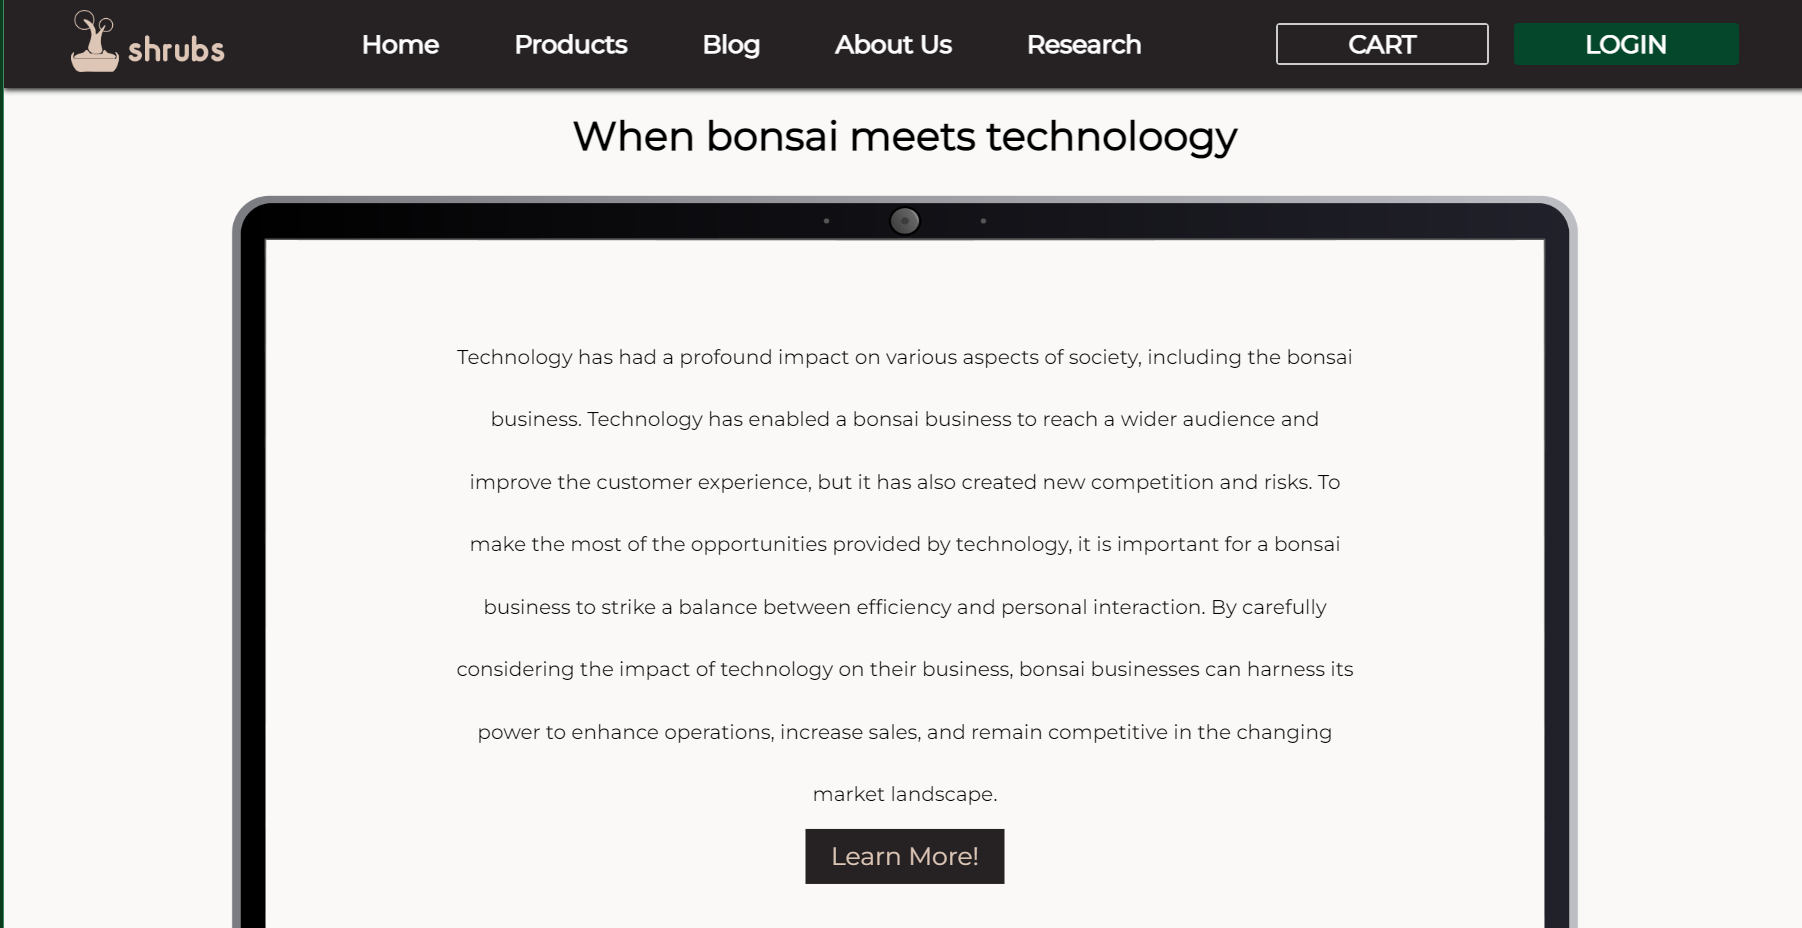 shrubs
Home
Products
Blog
About Us
Research
CART
LOGIN
When bonsai meets technoloogy
Technology has had a profound impact on various aspects of society, including the bonsai
business. Technology has enabled a bonsai business to reach a wider audience and
improve the customer experience, but it has also created new competition and risks. To
make the most of the opportunities provided by technology, it is important for a bonsai
business to strike a balance between efficiency and personal interaction. By carefully
considering the impact of technology on their business, bonsai businesses can harness its
power to enhance operations, increase sales, and remain competitive in the changing
market landscape.
Learn More!